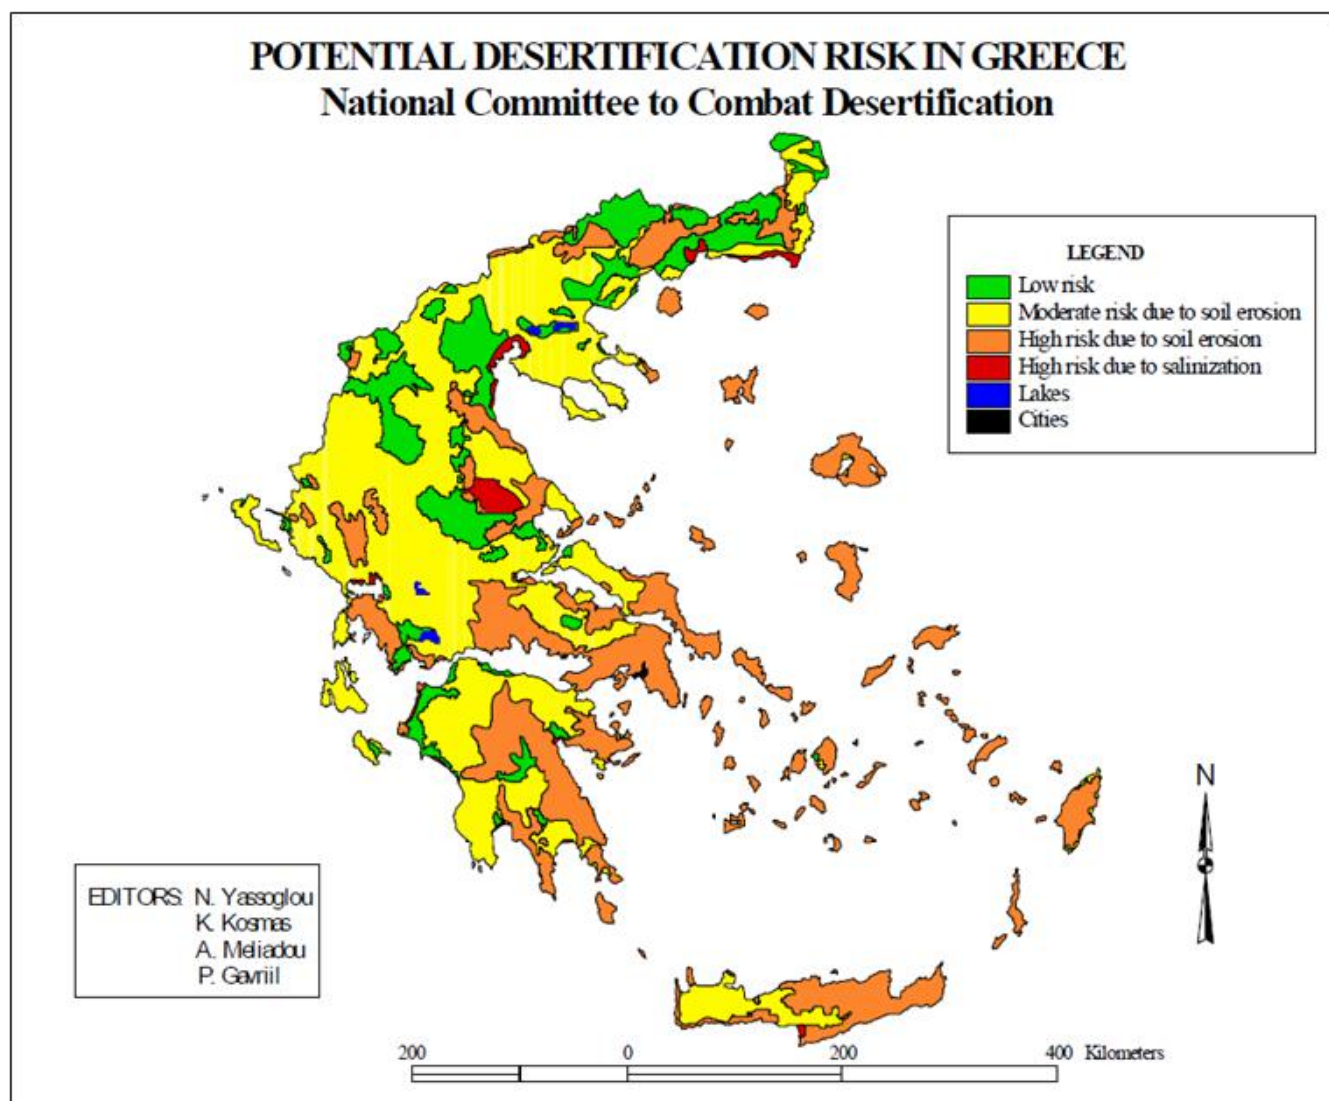 POTENTIAL DESERTIFICATION RISK IN GREECE
National Committee to Combat Desertification
LEGEND
Low risk
Moderate risk due to soil erosion
High risk due to soil erosion
High risk due to salinization
Lakes
Cities
N
EDITORS: N. Yassoglou
K. Kosmas
A. Meliadou
P. Gavriil
200 0 200 400 Kilometers